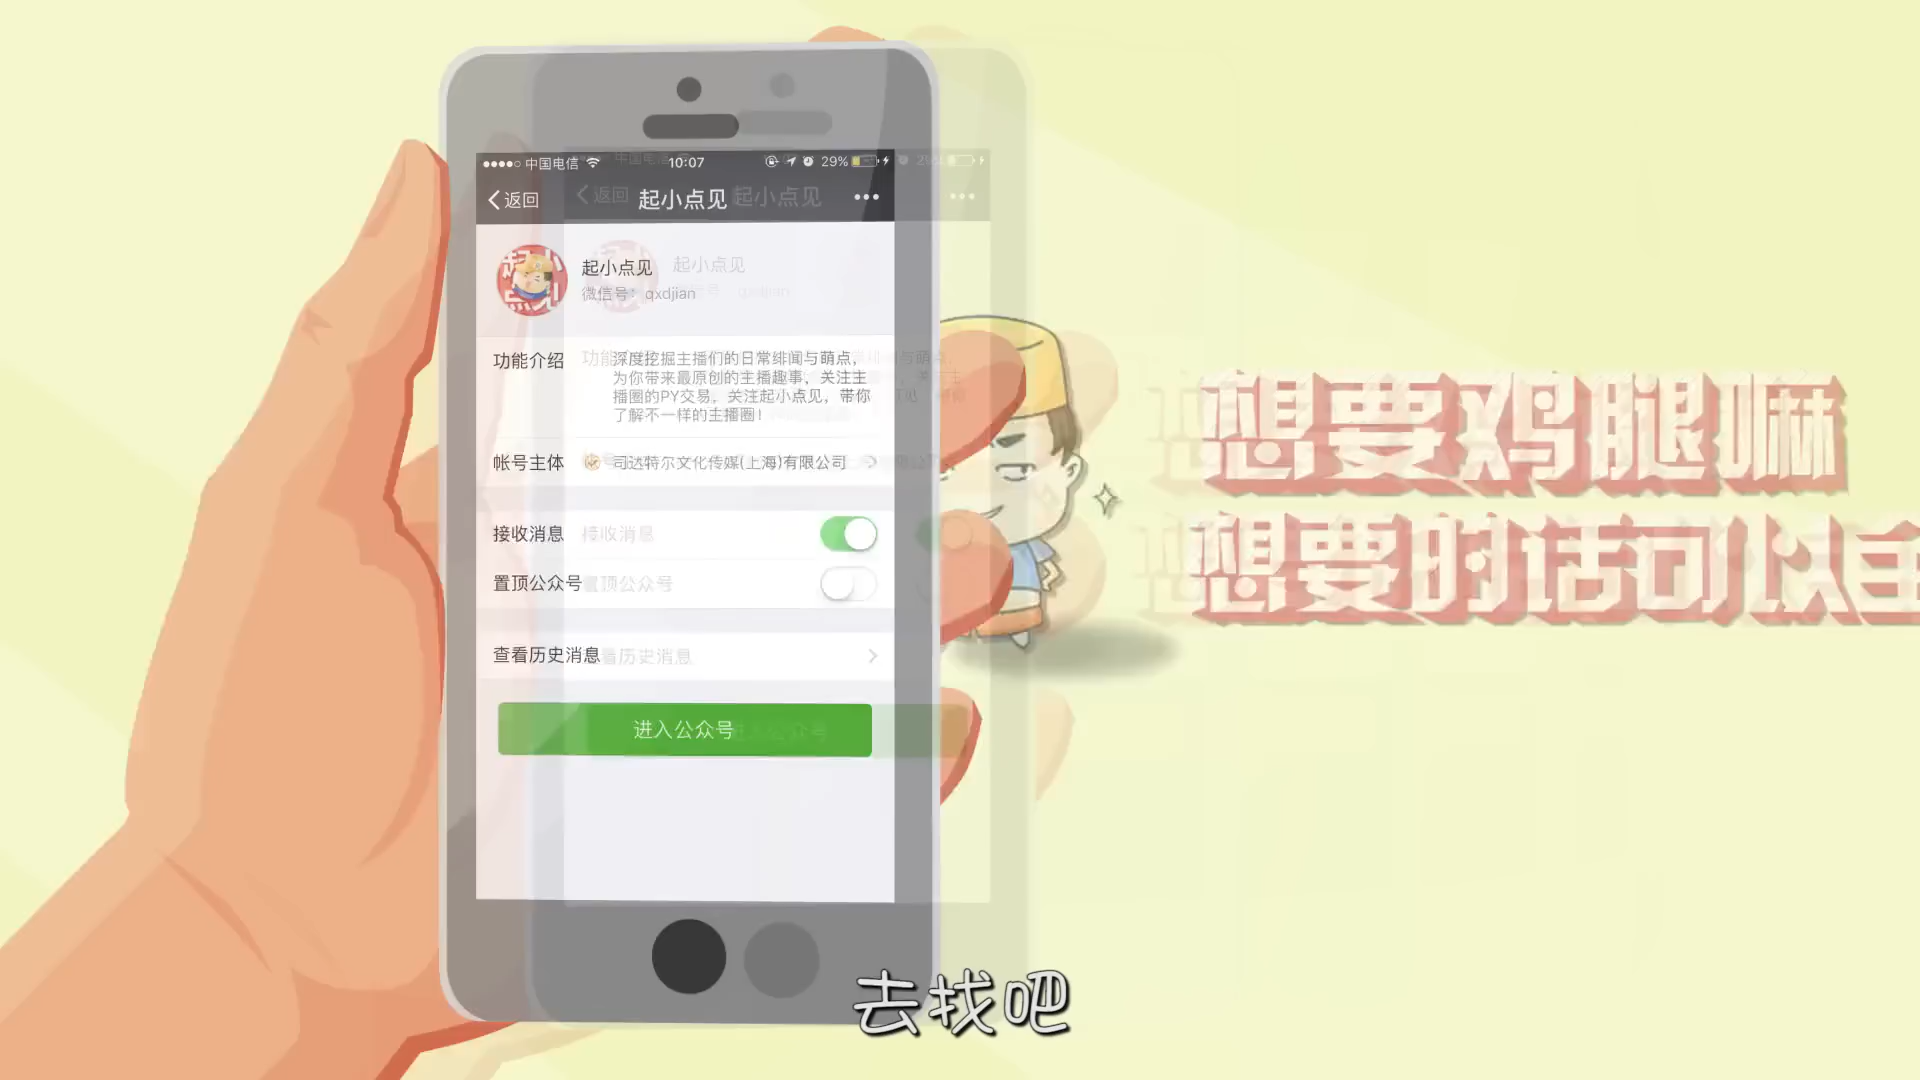 中国电信 10:07 29%
返回 起小点见
起小点见
微信号: qxdjian
功能介绍 深度挖掘主播们的日常绯闻与萌点,
为你带来最原创的主播趣事,关注主
播圈的PY交易,关注起小点见,带你
了解不一样的主播圈!
帐号主体 司达特尔文化传媒(上海)有限公司
接收消息
置顶公众号
查看历史消息
进入公众号
想要鸡腿嘛
想要的话可以全
去找吧